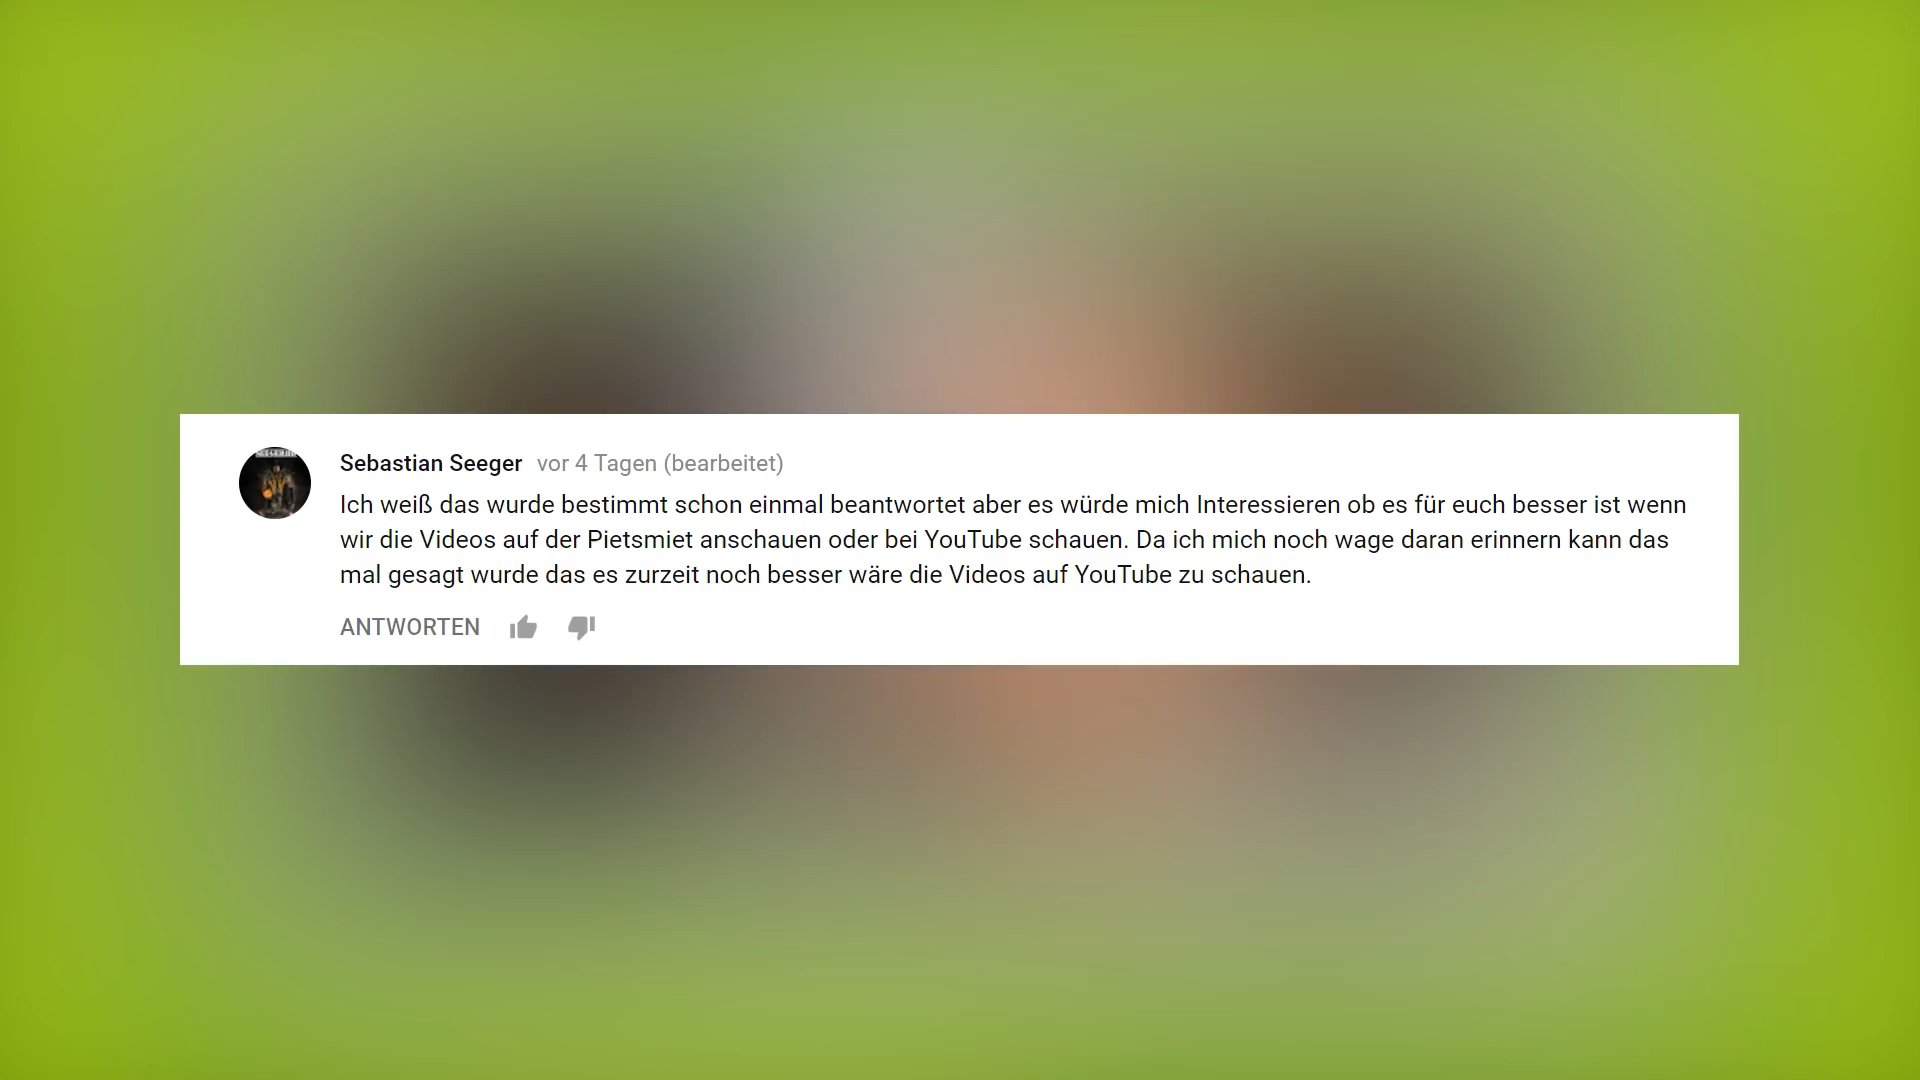 Sebastian Seeger vor 4 Tagen (bearbeitet)
Ich weiß das wurde bestimmt schon einmal beantwortet aber es würde mich Interessieren ob es für euch besser ist wenn
wir die Videos auf der Pietsmiet anschauen oder bei YouTube schauen. Da ich mich noch wage daran erinnern kann das
mal gesagt wurde das es zurzeit noch besser wäre die Videos auf YouTube zu schauen.
ANTWORTEN